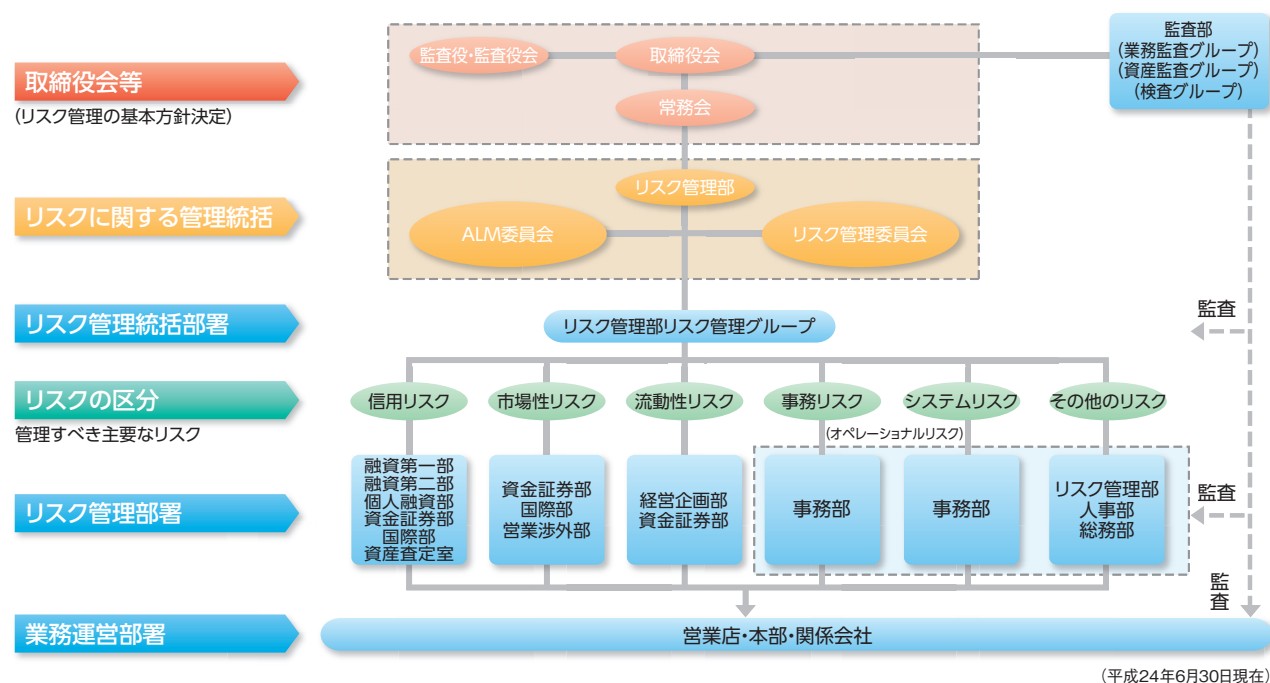 監査役・監査役会
取締役会
監査部
(業務監査グループ)
(資産監査グループ)
(検査グループ)
取締役会等
(リスク管理の基本方針決定)
常務会
リスク管理部
リスクに関する管理統括
ALM委員会
リスク管理委員会
リスク管理統括部署
リスク管理部リスク管理グループ
監査
リスクの区分
管理すべき主要なリスク
信用リスク
市場性リスク
流動性リスク
事務リスク
システムリスク
その他のリスク
(オペレーショナルリスク)
リスク管理部署
融資第一部
融資第二部
個人融資部
資金証券部
国際部
資産査定室
資金証券部
国際部
営業渉外部
経営企画部
資金証券部
事務部
事務部
リスク管理部
人事部
総務部
監査
監査
業務運営部署
営業店・本部・関係会社
(平成24年6月30日現在)